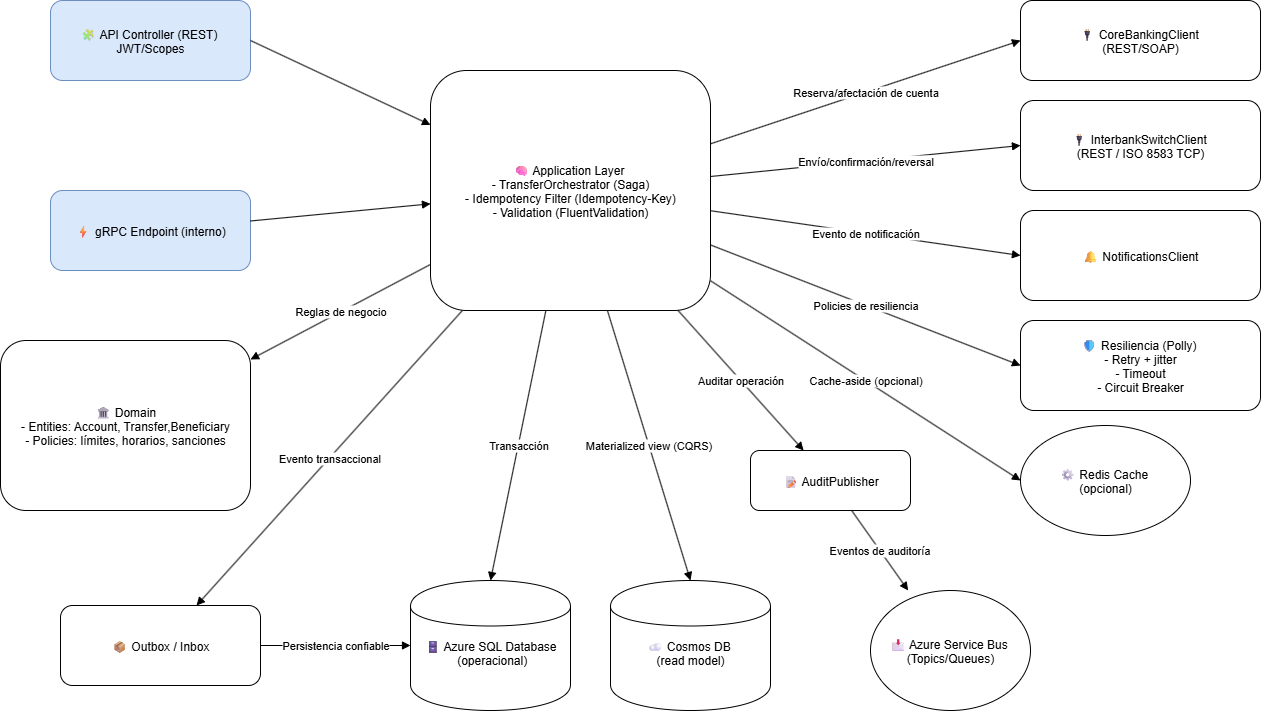 API Controller (REST)
JWT/Scopes
CoreBankingClient
(REST/SOAP)
Reserva/afectación de cuenta
InterbankSwitchClient
(REST / ISO 8583 TCP)
Envío/confirmación/reversal
Application Layer
- TransferOrchestrator (Saga)
- Idempotency Filter (Idempotency-Key)
- Validation (FluentValidation)
gRPC Endpoint (interno)
Evento de notificación
NotificationsClient
Reglas de negocio
Policies de resiliencia
Resiliencia (Polly)
- Retry + jitter
- Timeout
- Circuit Breaker
Auditar operación
Cache-aside (opcional)
Domain
- Entities: Account, Transfer,Beneficiary
- Policies: límites, horarios, sanciones
Evento transaccional
Transacción
Materialized view (CQRS)
AuditPublisher
Redis Cache
(opcional)
Eventos de auditoría
Outbox / Inbox
Persistencia confiable
Azure SQL Database
(operacional)
Cosmos DB
(read model)
Azure Service Bus
(Topics/Queues)